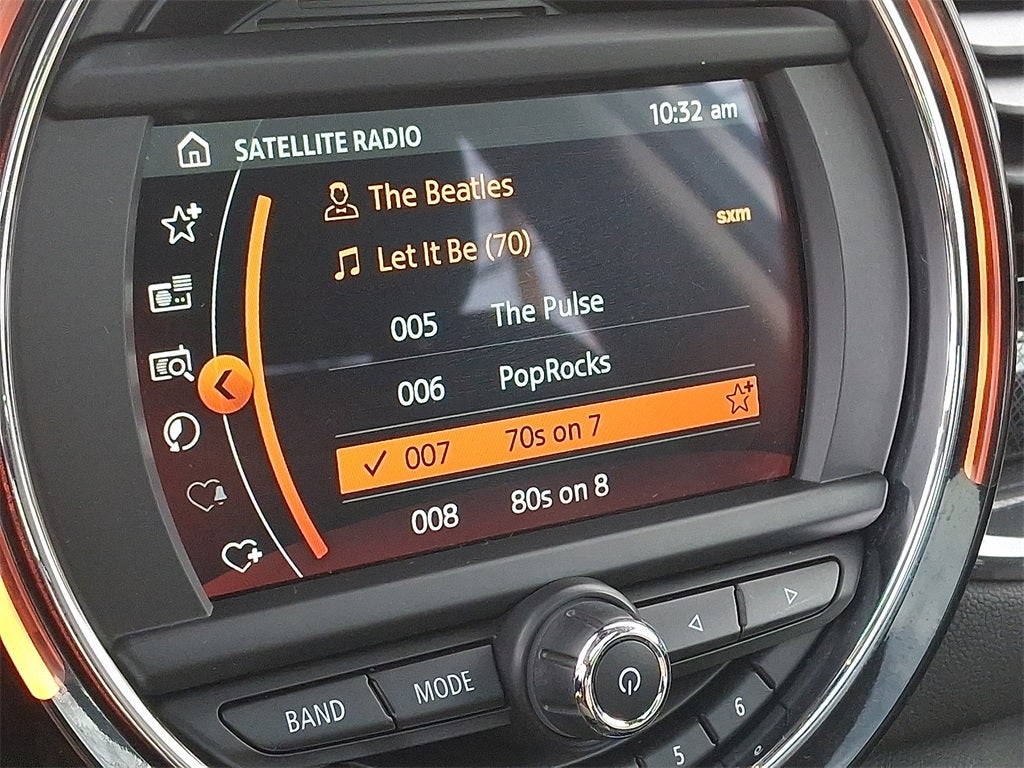 SATELLITE RADIO 10:32 am
The Beatles
sxm
Let It Be (70)
005 The Pulse
006 PopRocks
007 70s on 7
008 80s on 8
BAND MODE
6
5